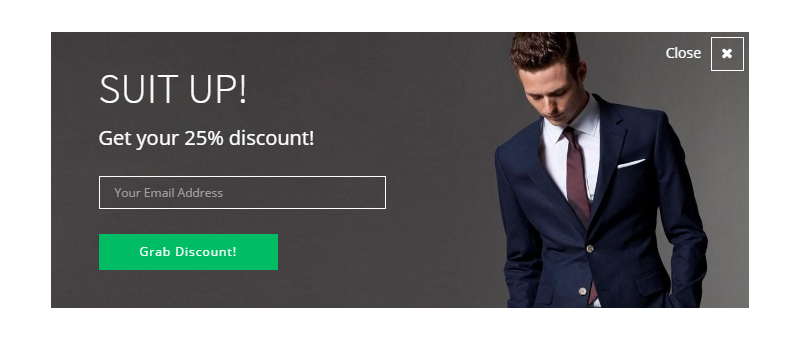 SUIT UP!
Get your 25% discount!
Your Email Address
Grab Discount!
Close